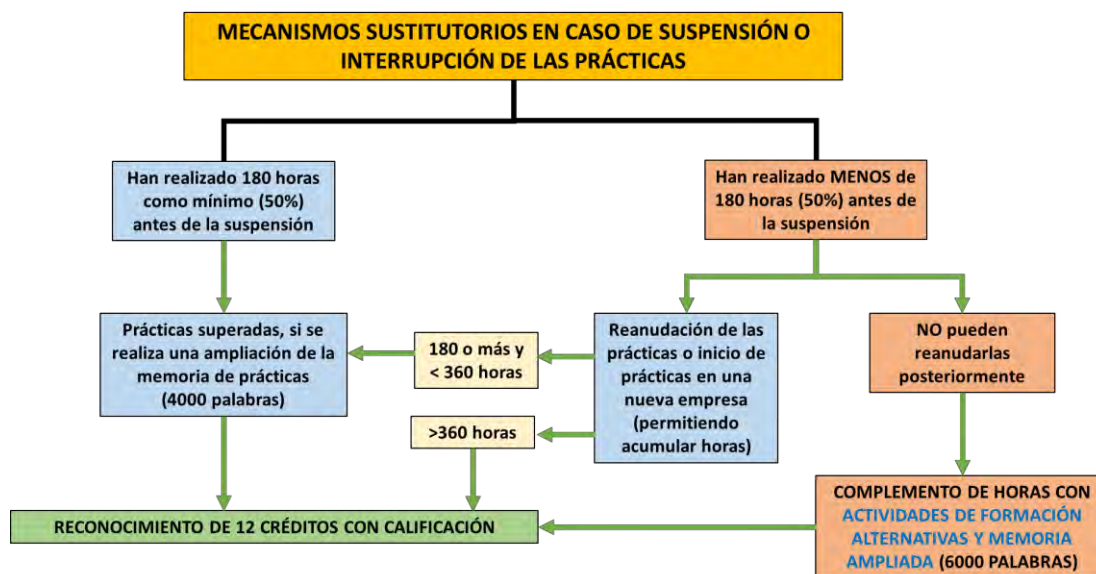 MECANISMOS SUSTITUTORIOS EN CASO DE SUSPENSIÓN O
INTERRUPCIÓN DE LAS PRÁCTICAS
Han realizado 180 horas
como mínimo (50%)
antes de la suspensión
Han realizado MENOS de
180 horas (50%) antes de
la suspensión
Prácticas superadas, si se
realiza una ampliación de la
memoria de prácticas
(4000 palabras)
180 o más y
< 360 horas
>360 horas
Reanudación de las
prácticas o inicio de
prácticas en una
nueva empresa
(permitiendo
acumular horas)
NO pueden
reanudarlas
posteriormente
RECONOCIMIENTO DE 12 CRÉDITOS CON CALIFICACIÓN
COMPLEMENTO DE HORAS CON
ACTIVIDADES DE FORMACIÓN
ALTERNATIVAS Y MEMORIA
AMPLIADA (6000 PALABRAS)